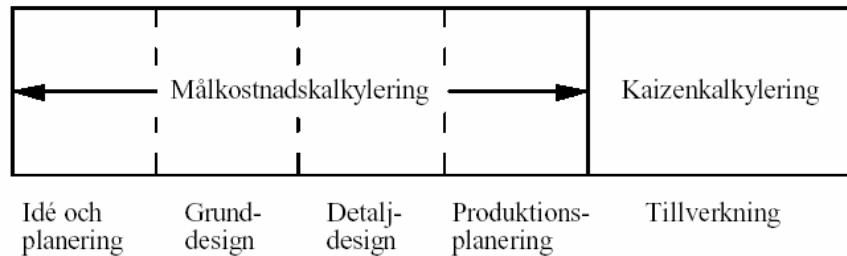 Målkostnadskalkylering
Kaizenkalkylering
Idé och
planering
Grund-
design
Detalj-
design
Produktions-
planering
Tillverkning